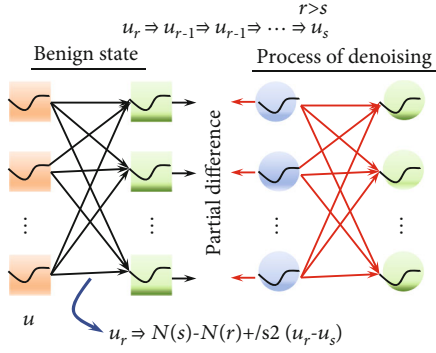 r>s
u_r ⇒ u_{r-1} ⇒ u_{r-1} ⇒ ⋯ ⇒ u_s
Benign state
Process of denoising
Partial difference
⋮
⋮
⋮
⋮
u
u_r ⇒ N(s)-N(r)+/s2 (u_r-u_s)